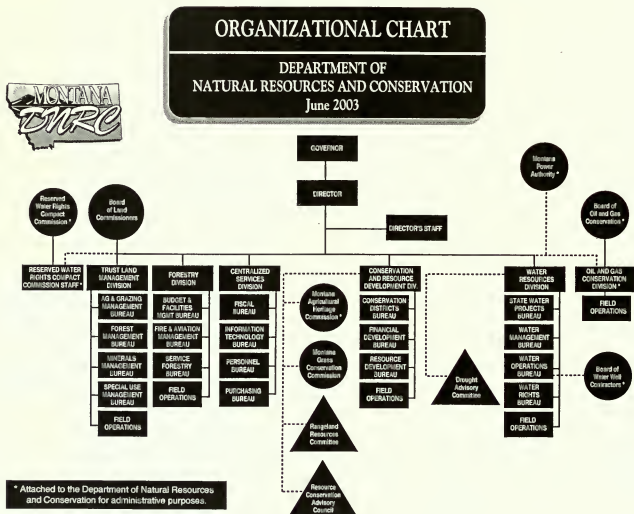 ORGANIZATIONAL CHART
DEPARTMENT OF
NATURAL RESOURCES AND CONSERVATION
June 2003
MONTANA
DNRC
GOVERNOR
DIRECTOR
DIRECTOR'S STAFF
Reserved
Water Rights
Compact
Commission *
Board
of Land
Commissioners
Montana
Power
Authority *
Board of
Oil and Gas
Conservation *
RESERVED WATER
RIGHTS COMPACT
COMMISSION STAFF *
TRUST LAND
MANAGEMENT
DIVISION
AG & GRAZING
MANAGEMENT
BUREAU
FOREST
MANAGEMENT
BUREAU
MINERALS
MANAGEMENT
BUREAU
SPECIAL USE
MANAGEMENT
BUREAU
FIELD
OPERATIONS
FORESTRY
DIVISION
BUDGET &
FACILITIES
MGMT BUREAU
FIRE & AVIATION
MANAGEMENT
BUREAU
SERVICE
FORESTRY
BUREAU
FIELD
OPERATIONS
CENTRALIZED
SERVICES
DIVISION
FISCAL
BUREAU
INFORMATION
TECHNOLOGY
BUREAU
PERSONNEL
BUREAU
PURCHASING
BUREAU
Montana
Agricultural
Heritage
Commission *
Montana
Grass
Conservation
Commission
Rangeland
Resources
Committee
Resource
Conservation
Advisory
Council
CONSERVATION
AND RESOURCE
DEVELOPMENT DIV.
CONSERVATION
DISTRICTS
BUREAU
FINANCIAL
DEVELOPMENT
BUREAU
RESOURCE
DEVELOPMENT
BUREAU
FIELD
OPERATIONS
Drought
Advisory
Committee
WATER
RESOURCES
DIVISION
STATE WATER
PROJECTS
BUREAU
WATER
MANAGEMENT
BUREAU
WATER
OPERATIONS
BUREAU
WATER
RIGHTS
BUREAU
FIELD
OPERATIONS
OIL AND GAS
CONSERVATION
DIVISION *
FIELD
OPERATIONS
Board of
Water Well
Contractors *
* Attached to the Department of Natural Resources
and Conservation for administrative purposes.